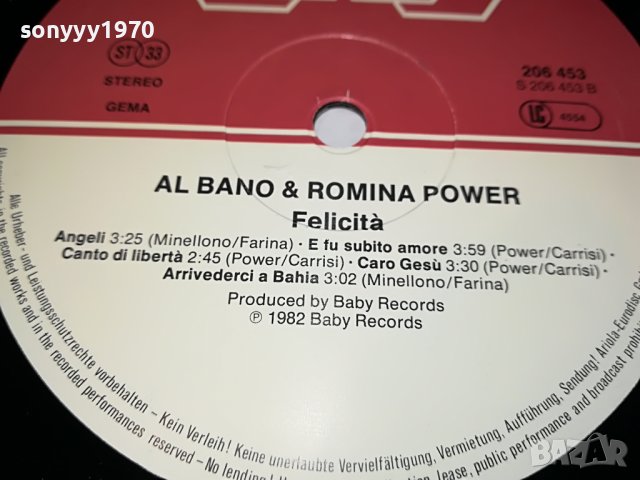 sonyyy1970
ST 33
STEREO
GEMA
206 453
S 206 453 B
LC 4554
AL BANO & ROMINA POWER
Felicità
Angeli 3:25 (Minellono/Farina) · E fu subito amore 3:59 (Power/Carrisi) ·
Canto di libertà 2:45 (Power/Carrisi) · Caro Gesù 3:30 (Power/Carrisi) ·
Arrivederci a Bahia 3:02 (Minellono/Farina)
Produced by Baby Records
℗ 1982 Baby Records
Alle Urheber- und Leistungsschutzrechte vorbehalten – Kein Verleih! Keine unerlaubte Vervielfältigung, Vermietung, Aufführung, Sendung! Ariola-Eurodisc
recorded works and in the recorded performances reserved – No lending! lease, public performance and broadcast
BAZAR